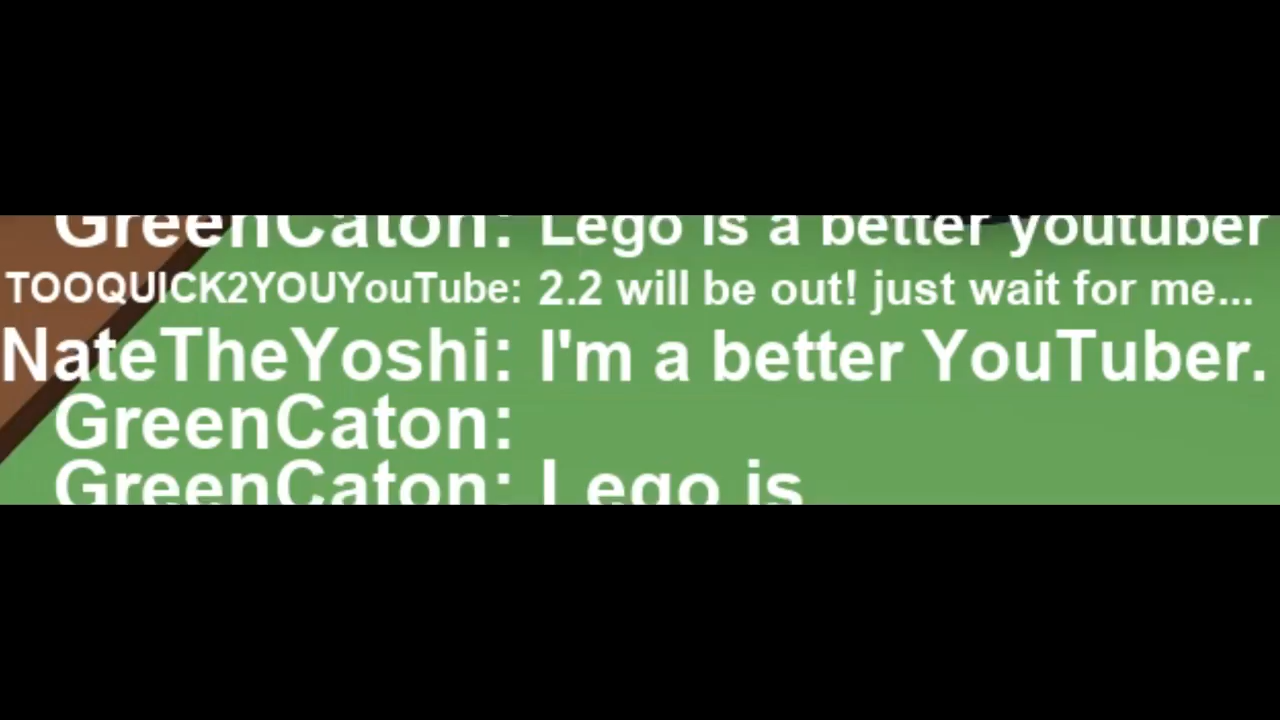 GreenCaton: Lego is a better youtuber
TOOQUICK2YOUYouTube: 2.2 will be out! just wait for me...
NateTheYoshi: I'm a better YouTuber.
GreenCaton:
GreenCaton: Lego is